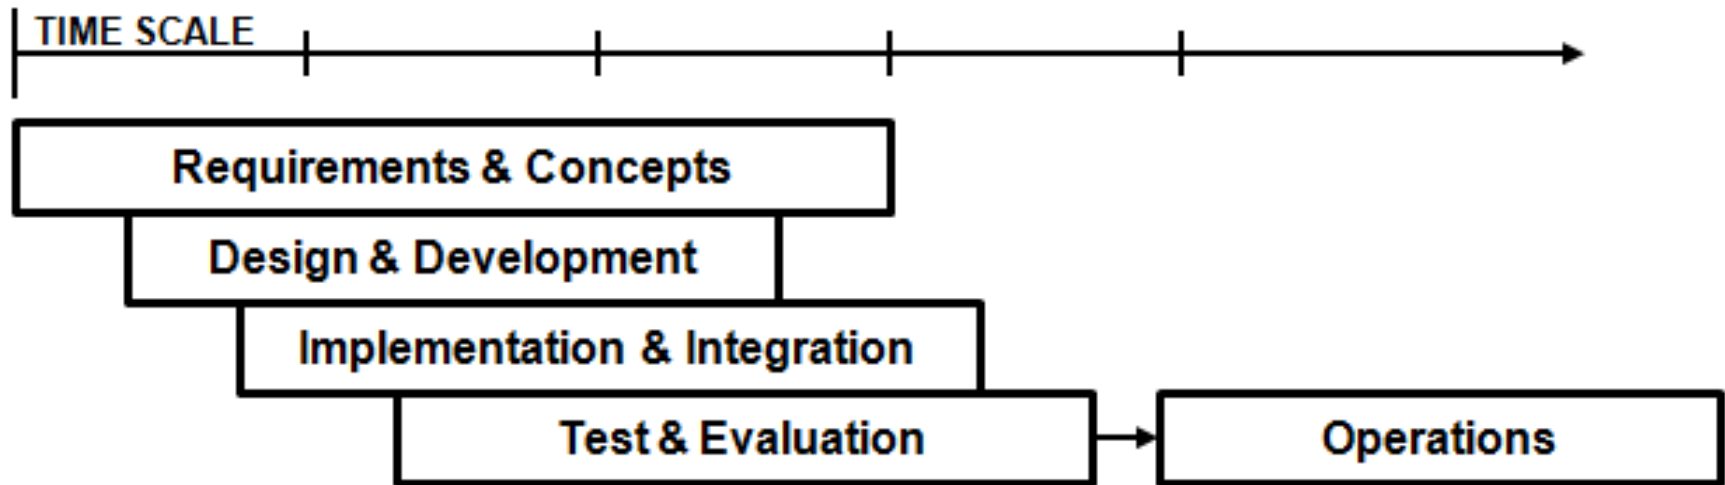 TIME SCALE
Requirements & Concepts
Design & Development
Implementation & Integration
Test & Evaluation
Operations